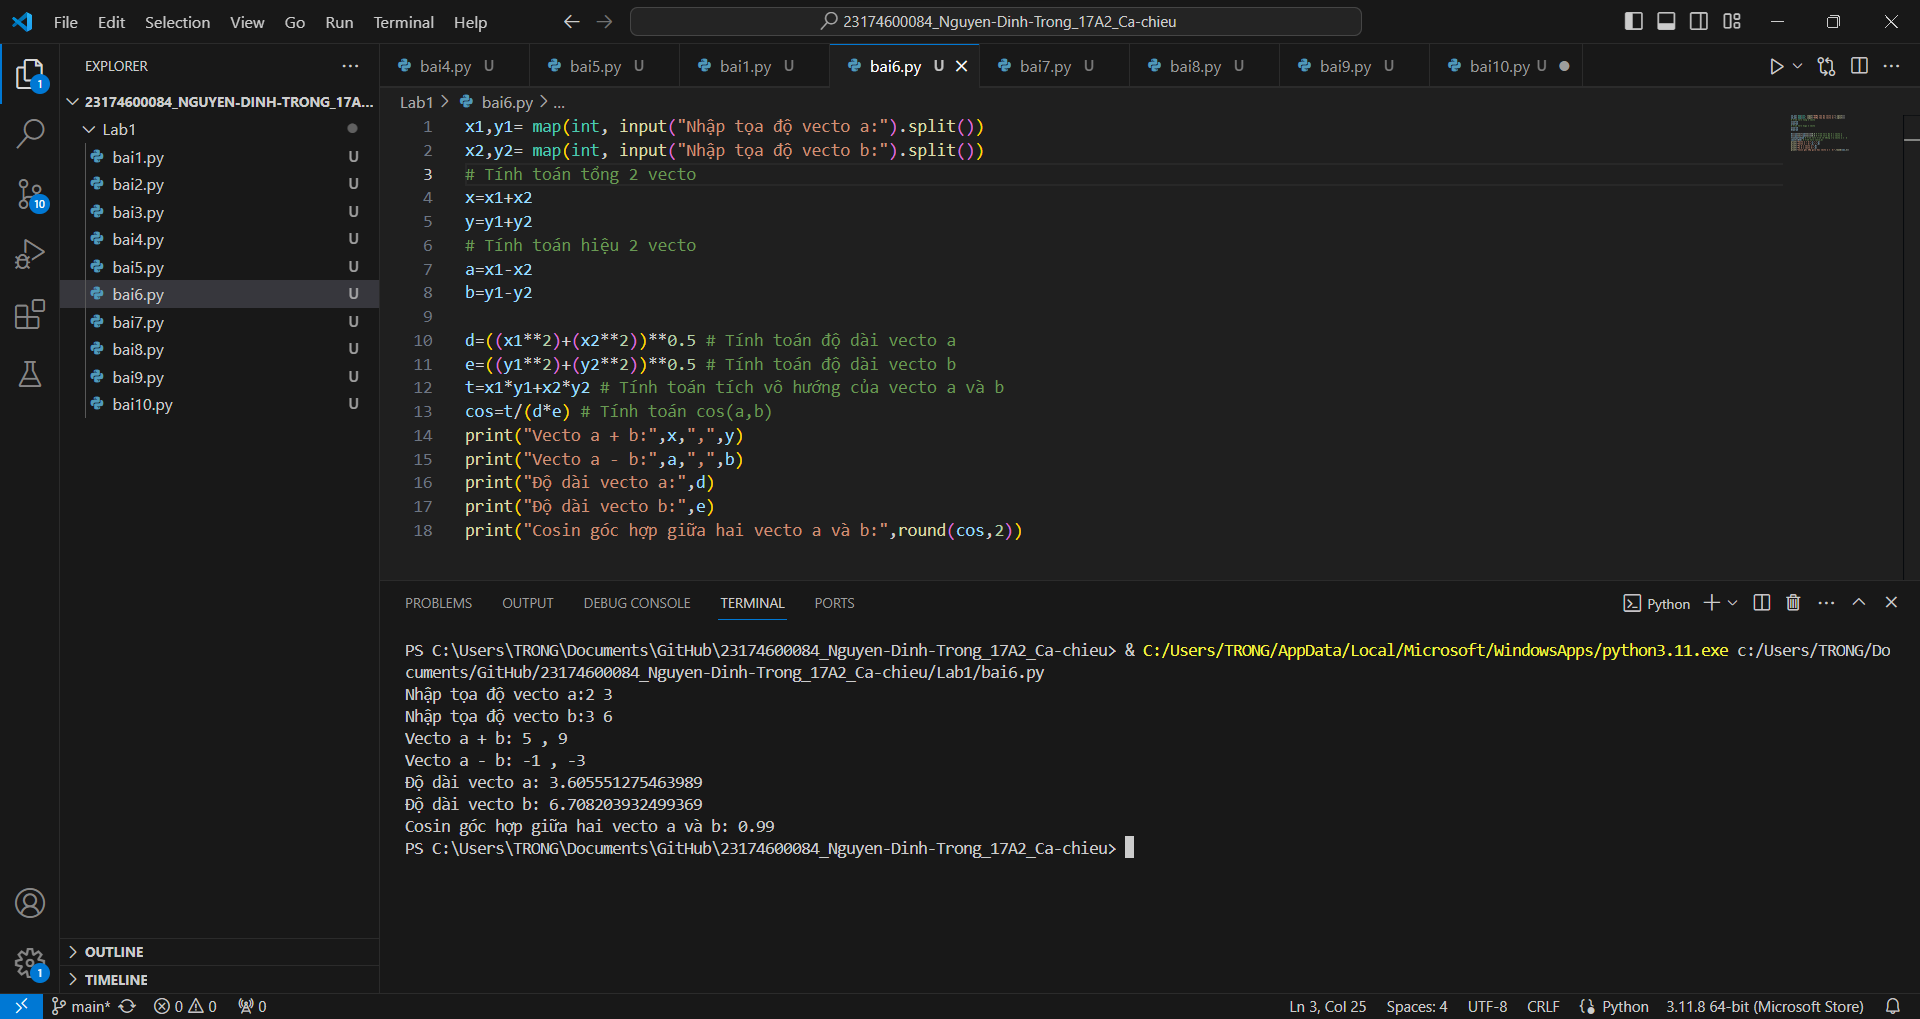 File Edit Selection View Go Run Terminal Help 23174600084_Nguyen-Dinh-Trong_17A2_Ca-chieu
EXPLORER
23174600084_NGUYEN-DINH-TRONG_17A...
Lab1
bai1.py U
bai2.py U
bai3.py U
bai4.py U
bai5.py U
bai6.py U
bai7.py U
bai8.py U
bai9.py U
bai10.py U
OUTLINE
TIMELINE
1
10
1
bai4.py U bai5.py U bai1.py U bai6.py U bai7.py U bai8.py U bai9.py U bai10.py U
Lab1 > bai6.py > ...
1 x1,y1= map(int, input("Nhập tọa độ vecto a:").split())
2 x2,y2= map(int, input("Nhập tọa độ vecto b:").split())
3 # Tính toán tổng 2 vecto
4 x=x1+x2
5 y=y1+y2
6 # Tính toán hiệu 2 vecto
7 a=x1-x2
8 b=y1-y2
9
10 d=((x1**2)+(x2**2))**0.5 # Tính toán độ dài vecto a
11 e=((y1**2)+(y2**2))**0.5 # Tính toán độ dài vecto b
12 t=x1*y1+x2*y2 # Tính toán tích vô hướng của vecto a và b
13 cos=t/(d*e) # Tính toán cos(a,b)
14 print("Vecto a + b:",x,",",y)
15 print("Vecto a - b:",a,",",b)
16 print("Độ dài vecto a:",d)
17 print("Độ dài vecto b:",e)
18 print("Cosin góc hợp giữa hai vecto a và b:",round(cos,2))
PROBLEMS OUTPUT DEBUG CONSOLE TERMINAL PORTS Python
PS C:\Users\TRONG\Documents\GitHub\23174600084_Nguyen-Dinh-Trong_17A2_Ca-chieu> & C:/Users/TRONG/AppData/Local/Microsoft/WindowsApps/python3.11.exe c:/Users/TRONG/Do
cuments/GitHub/23174600084_Nguyen-Dinh-Trong_17A2_Ca-chieu/Lab1/bai6.py
Nhập tọa độ vecto a:2 3
Nhập tọa độ vecto b:3 6
Vecto a + b: 5 , 9
Vecto a - b: -1 , -3
Độ dài vecto a: 3.605551275463989
Độ dài vecto b: 6.708203932499369
Cosin góc hợp giữa hai vecto a và b: 0.99
PS C:\Users\TRONG\Documents\GitHub\23174600084_Nguyen-Dinh-Trong_17A2_Ca-chieu>
main* 0 0 0 Ln 3, Col 25 Spaces: 4 UTF-8 CRLF Python 3.11.8 64-bit (Microsoft Store)